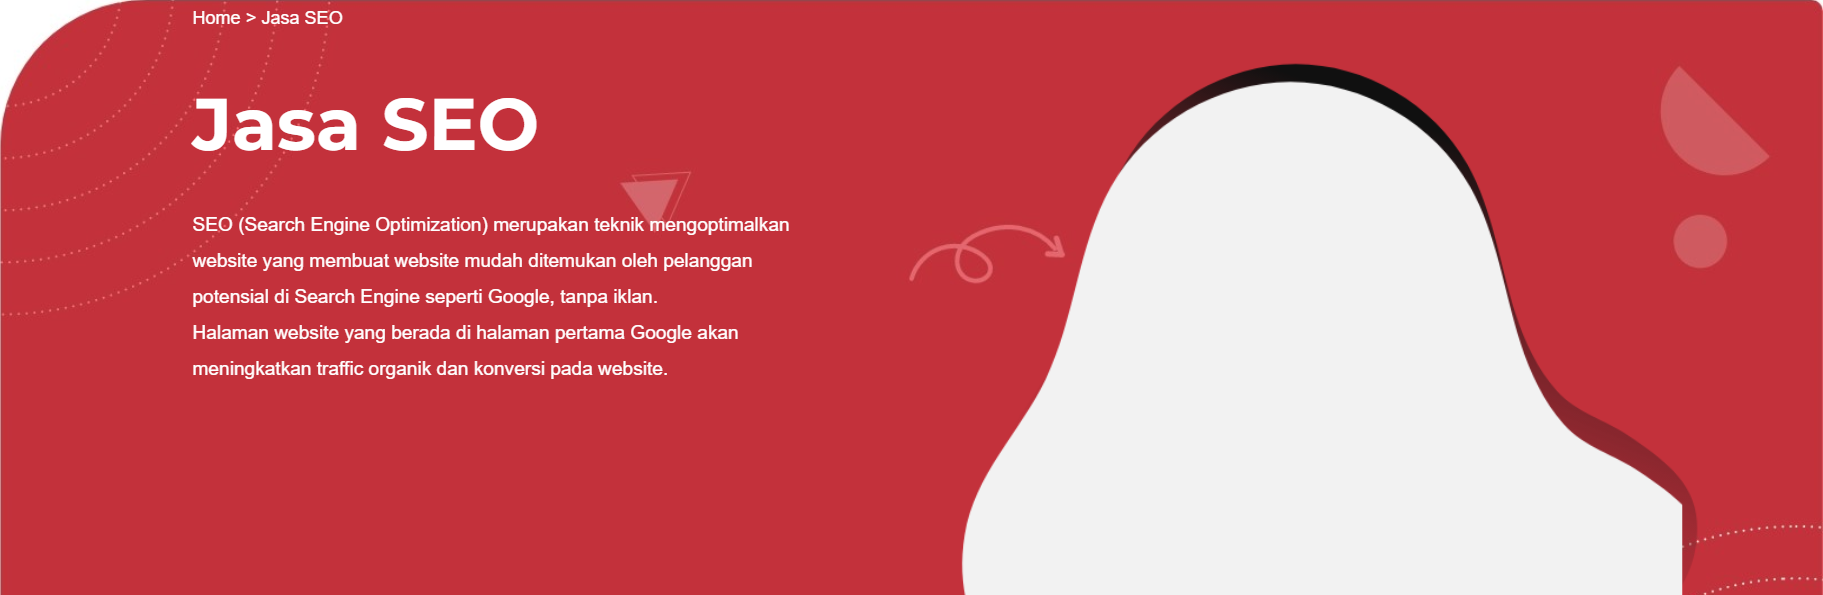 Home > Jasa SEO
Jasa SEO
SEO (Search Engine Optimization) merupakan teknik mengoptimalkan
website yang membuat website mudah ditemukan oleh pelanggan
potensial di Search Engine seperti Google, tanpa iklan.
Halaman website yang berada di halaman pertama Google akan
meningkatkan traffic organik dan konversi pada website.